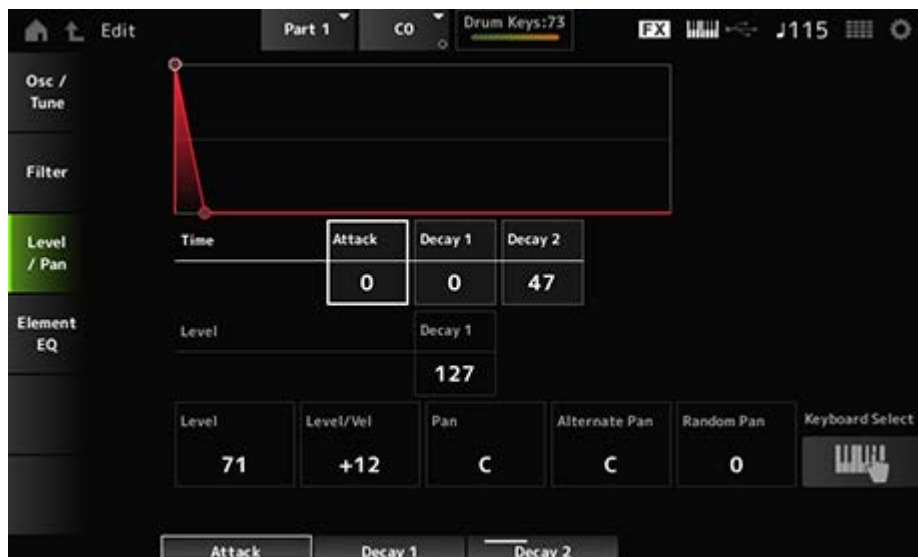 Edit Part 1 C0 Drum Keys:73 FX ♩115
Osc /
Tune
Filter
Level
/ Pan
Element
EQ
Time Attack Decay 1 Decay 2
0 0 47
Level Decay 1
127
Level Level/Vel Pan Alternate Pan Random Pan Keyboard Select
71 +12 C C 0
Attack Decay 1 Decay 2